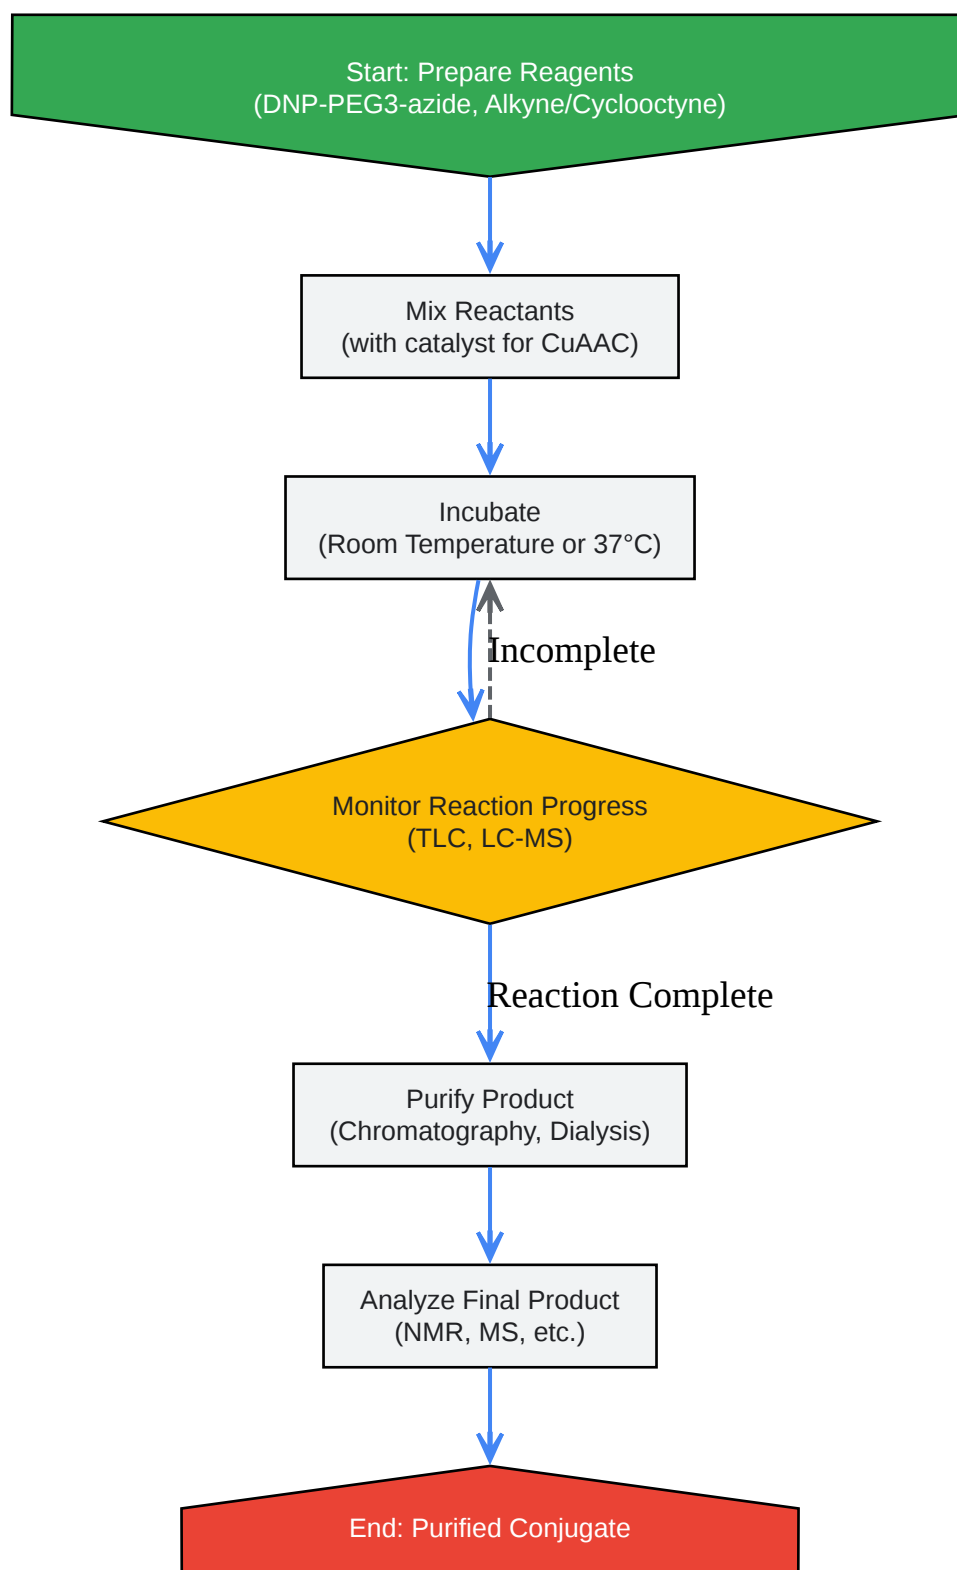 Start: Prepare Reagents
(DNP-PEG3-azide, Alkyne/Cyclooctyne)
Mix Reactants
(with catalyst for CuAAC)
Incubate
(Room Temperature or 37°C)
Incomplete
Monitor Reaction Progress
(TLC, LC-MS)
Reaction Complete
Purify Product
(Chromatography, Dialysis)
Analyze Final Product
(NMR, MS, etc.)
End: Purified Conjugate